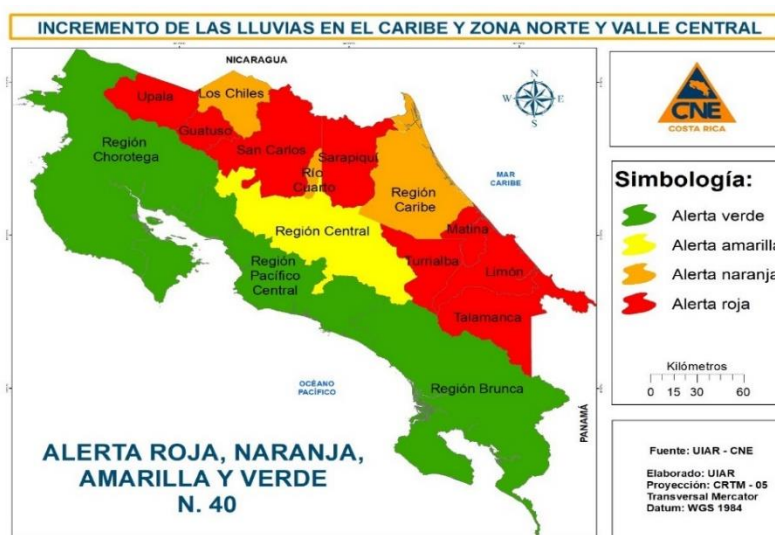 INCREMENTO DE LAS LLUVIAS EN EL CARIBE Y ZONA NORTE Y VALLE CENTRAL
NICARAGUA
Upala
Los Chiles
Guatuso
San Carlos
Sarapiquí
Río
Cuarto
Región
Chorotega
N
W
E
S
MAR
CARIBE
Región
Caribe
Matina
Región Central
Turrialba
Limón
Región
Pacífico
Central
Talamanca
OCÉANO
PACÍFICO
Región Brunca
PANAMÁ
ALERTA ROJA, NARANJA,
AMARILLA Y VERDE
N. 40
CNE
COSTA RICA
Simbología:
Alerta verde
Alerta amarilla
Alerta naranja
Alerta roja
Kilómetros
0 15 30 60
Fuente: UIAR - CNE
Elaborado: UIAR
Proyección: CRTM - 05
Transversal Mercator
Datum: WGS 1984